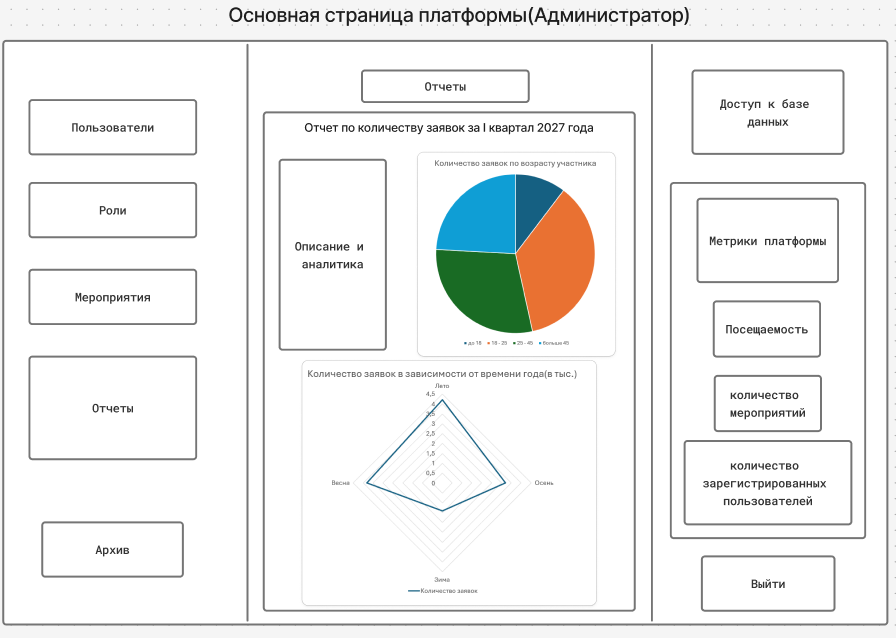 Основная страница платформы(Администратор)
Пользователи
Роли
Мероприятия
Отчеты
Архив
Отчеты
Отчет по количеству заявок за I квартал 2027 года
Описание и
аналитика
Количество заявок по возрасту участника
до 18 18 - 25 25 - 45 больше 45
Количество заявок в зависимости от времени года(в тыс.)
Лето
4,5
4
3,5
3
2,5
2
1,5
1
0,5
0
Весна
Осень
Зима
Количество заявок
Доступ к базе
данных
Метрики платформы
Посещаемость
количество
мероприятий
количество
зарегистрированных
пользователей
Выйти